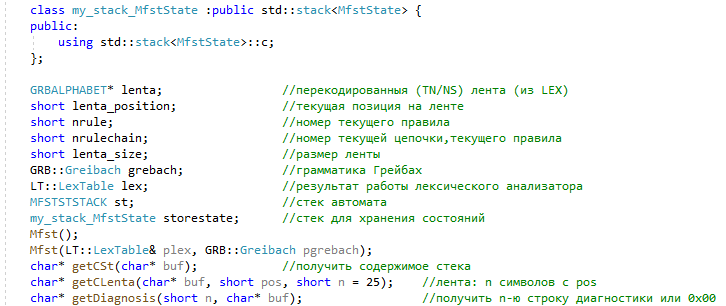 class my_stack_MfstState :public std::stack<MfstState> {
public:
using std::stack<MfstState>::c;
};
GRBALPHABET* lenta; //перекодированыя (TN/NS) лента (из LEX)
short lenta_position; //текущая позиция на ленте
short nrule; //номер текущего правила
short nrulechain; //номер текущей цепочки,текущего правила
short lenta_size; //размер ленты
GRB::Greibach grebach; //грамматика Грейбах
LT::LexTable lex; //результат работы лексического анализатора
MFSTSTSTACK st; //стек автомата
my_stack_MfstState storestate; //стек для хранения состояний
Mfst();
Mfst(LT::LexTable& plex, GRB::Greibach pgrebach);
char* getCSt(char* buf); //получить содержимое стека
char* getCLenta(char* buf, short pos, short n = 25); //лента: n символов с pos
char* getDiagnosis(short n, char* buf); //получить n-ю строку диагностики или 0x00